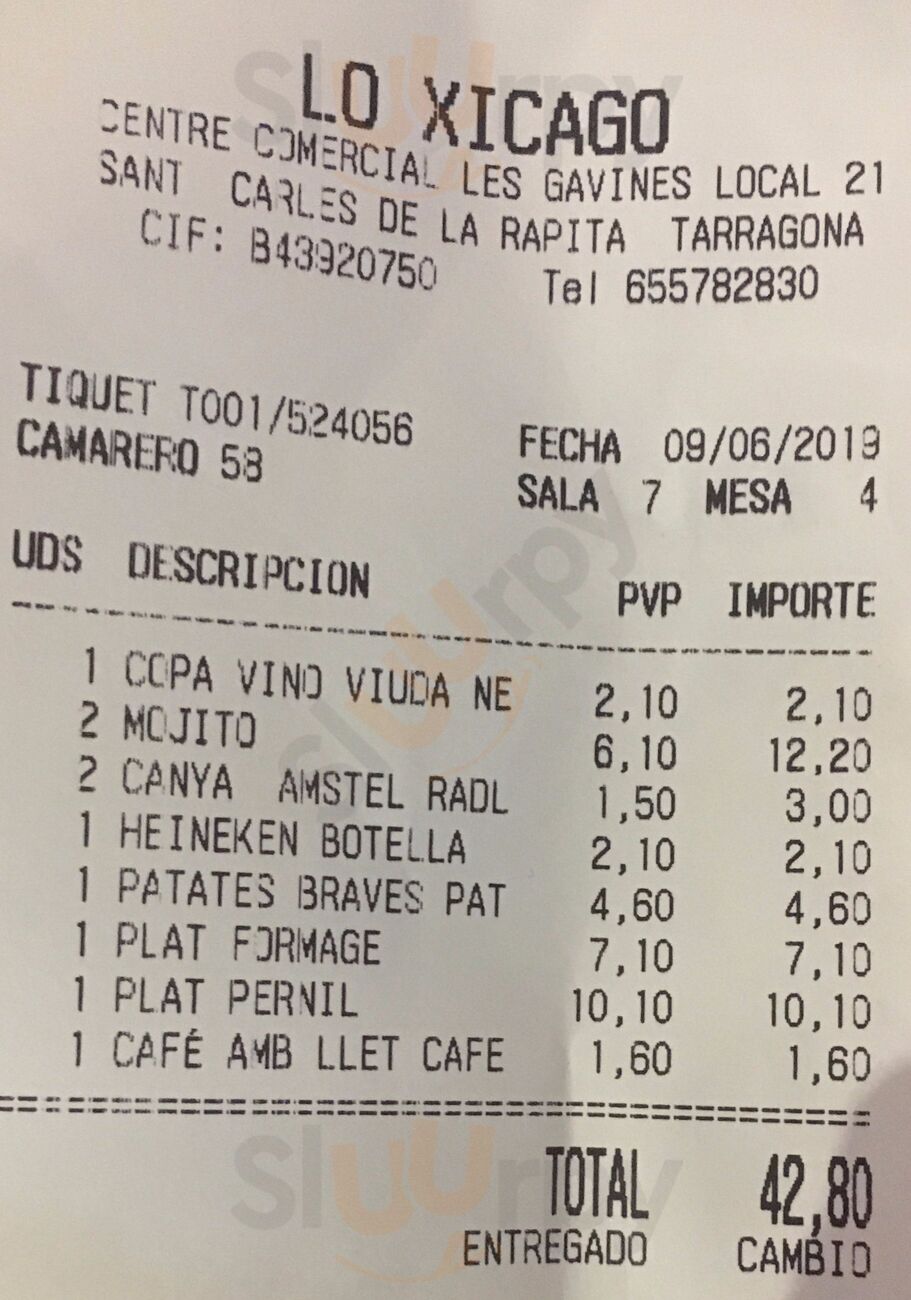 LO XICAGO
CENTRE COMERCIAL LES GAVINES LOCAL 21
SANT CARLES DE LA RAPITA TARRAGONA
CIF: B43920750 Tel 655782830
TIQUET T001/524056
CAMARERO 58
FECHA 09/06/2019
SALA 7 MESA 4
UDS DESCRIPCION PVP IMPORTE
1 COPA VINO VIUDA NE 2,10 2,10
2 MOJITO 6,10 12,20
2 CANYA AMSTEL RADL 1,50 3,00
1 HEINEKEN BOTELLA 2,10 2,10
1 PATATES BRAVES PAT 4,60 4,60
1 PLAT FORMAGE 7,10 7,10
1 PLAT PERNIL 10,10 10,10
1 CAFÉ AMB LLET CAFE 1,60 1,60
TOTAL 42,80
ENTREGADO CAMBIO
sluurpy
sluurpy
sluurpy